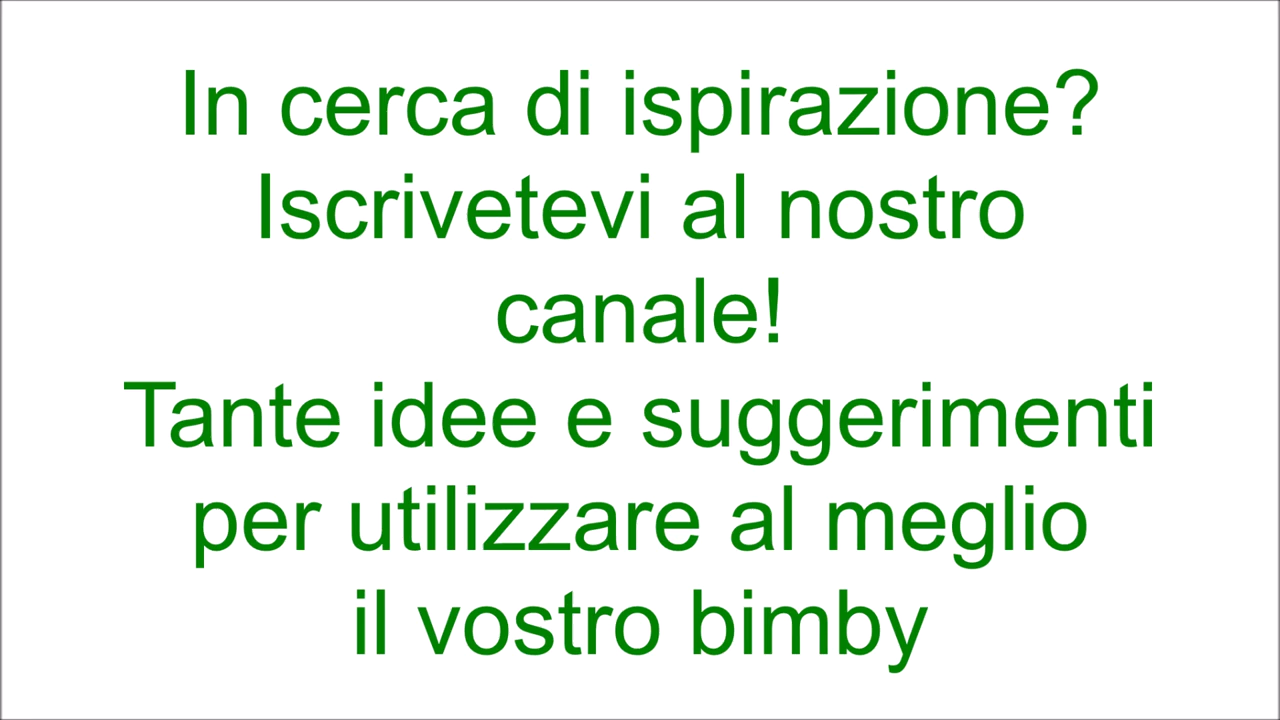 In cerca di ispirazione?
Iscrivetevi al nostro
canale!
Tante idee e suggerimenti
per utilizzare al meglio
il vostro bimby